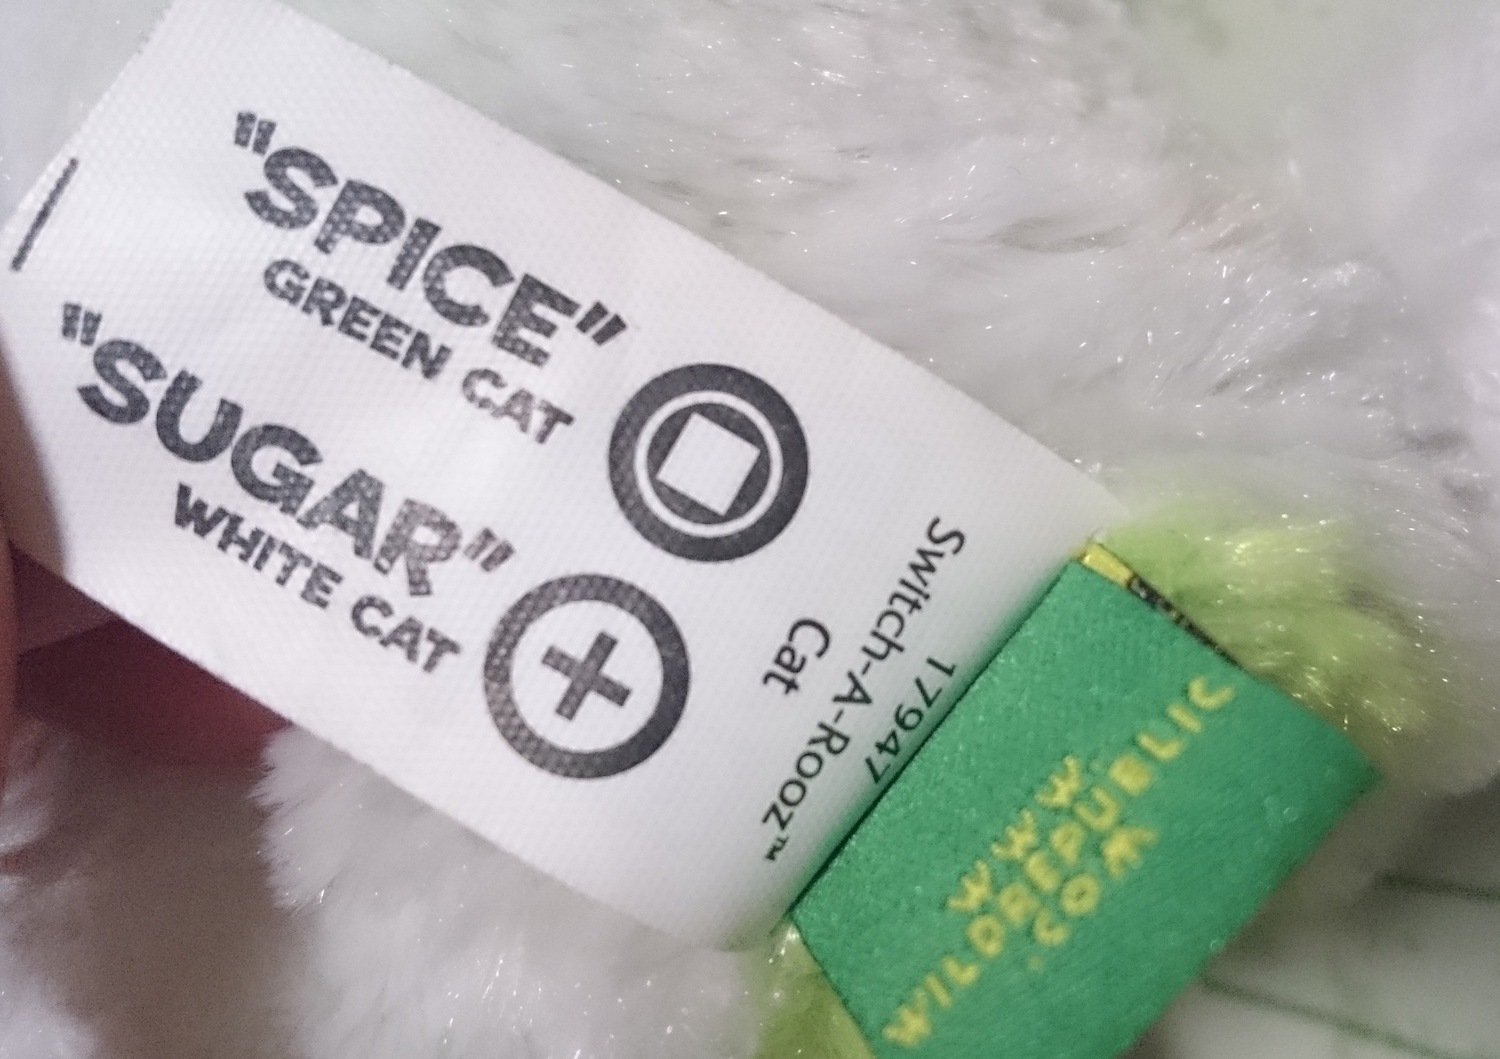 "SPICE"
GREEN CAT
"SUGAR"
WHITE CAT
17947
Switch-A-Rooz™
Cat
WWW.
WILDREPUBLIC
.COM